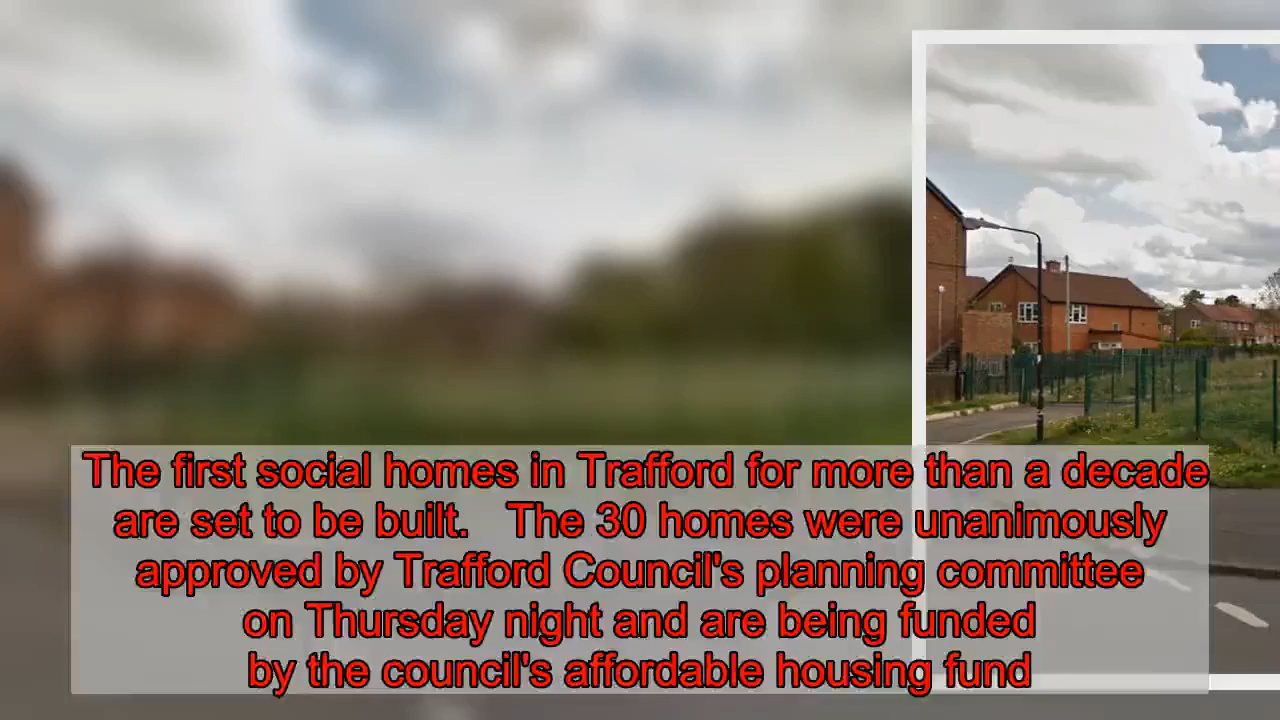 The first social homes in Trafford for more than a decade
are set to be built.   The 30 homes were unanimously
approved by Trafford Council's planning committee
on Thursday night and are being funded
by the council's affordable housing fund